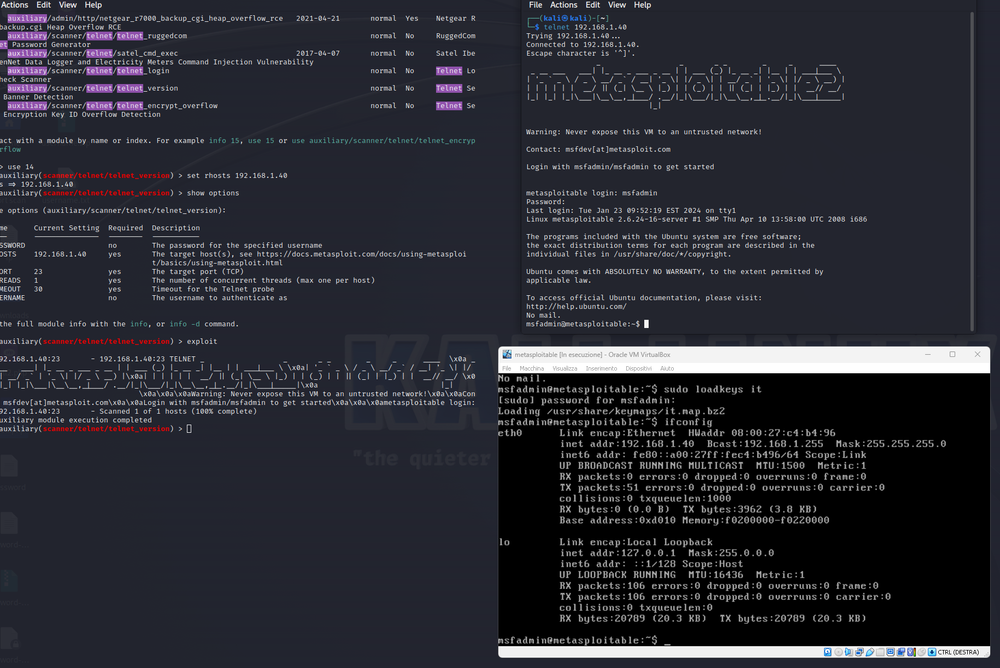 Actions Edit View Help
auxiliary/admin/http/netgear_r7000_backup_cgi_heap_overflow_rce 2021-04-21 normal Yes Netgear R
backup.cgi Heap Overflow RCE
auxiliary/scanner/telnet/telnet_ruggedcom normal No RuggedCom
et Password Generator
auxiliary/scanner/telnet/satel_cmd_exec 2017-04-07 normal No Satel Ibe
enNet Data Logger and Electricity Meters Command Injection Vulnerability
auxiliary/scanner/telnet/telnet_login normal No Telnet Lo
heck Scanner
auxiliary/scanner/telnet/telnet_version normal No Telnet Se
Banner Detection
auxiliary/scanner/telnet/telnet_encrypt_overflow normal No Telnet Se
Encryption Key ID Overflow Detection
act with a module by name or index. For example info 15, use 15 or use auxiliary/scanner/telnet/telnet_encryp
rflow
> use 14
auxiliary(scanner/telnet/telnet_version) > set rhosts 192.168.1.40
s => 192.168.1.40
auxiliary(scanner/telnet/telnet_version) > show options
e options (auxiliary/scanner/telnet/telnet_version):
me Current Setting Required Description
SSWORD no The password for the specified username
OSTS 192.168.1.40 yes The target host(s), see https://docs.metasploit.com/docs/using-metasploi
t/basics/using-metasploit.html
ORT 23 yes The target port (TCP)
READS 1 yes The number of concurrent threads (max one per host)
MEOUT 30 yes Timeout for the Telnet probe
ERNAME no The username to authenticate as
the full module info with the info, or info -d command.
auxiliary(scanner/telnet/telnet_version) > exploit
92.168.1.40:23 - 192.168.1.40:23 TELNET
\x0a\x0a\x0aWarning: Never expose this VM to an untrusted network!\x0a\x0aCon
msfdev[at]metasploit.com\x0a\x0aLogin with msfadmin/msfadmin to get started\x0a\x0a\x0ametasploitable login:
92.168.1.40:23 - Scanned 1 of 1 hosts (100% complete)
uxiliary module execution completed
auxiliary(scanner/telnet/telnet_version) >
File Actions Edit View Help
(kali㉿kali)-[~]
$ telnet 192.168.1.40
Trying 192.168.1.40...
Connected to 192.168.1.40.
Escape character is '^]'.
metasploitable2
Warning: Never expose this VM to an untrusted network!
Contact: msfdev[at]metasploit.com
Login with msfadmin/msfadmin to get started
metasploitable login: msfadmin
Password:
Last login: Tue Jan 23 09:52:19 EST 2024 on tty1
Linux metasploitable 2.6.24-16-server #1 SMP Thu Apr 10 13:58:00 UTC 2008 i686
The programs included with the Ubuntu system are free software;
the exact distribution terms for each program are described in the
individual files in /usr/share/doc/*/copyright.
Ubuntu comes with ABSOLUTELY NO WARRANTY, to the extent permitted by
applicable law.
To access official Ubuntu documentation, please visit:
http://help.ubuntu.com/
No mail.
msfadmin@metasploitable:~$
"the quieter
metasploitable [In esecuzione] - Oracle VM VirtualBox
File Macchina Visualizza Inserimento Dispositivi Aiuto
No mail.
msfadmin@metasploitable:~$ sudo loadkeys it
[sudo] password for msfadmin:
Loading /usr/share/keymaps/it.map.bz2
msfadmin@metasploitable:~$ ifconfig
eth0 Link encap:Ethernet HWaddr 08:00:27:c4:b4:96
inet addr:192.168.1.40 Bcast:192.168.1.255 Mask:255.255.255.0
inet6 addr: fe80::a00:27ff:fec4:b496/64 Scope:Link
UP BROADCAST RUNNING MULTICAST MTU:1500 Metric:1
RX packets:0 errors:0 dropped:0 overruns:0 frame:0
TX packets:51 errors:0 dropped:0 overruns:0 carrier:0
collisions:0 txqueuelen:1000
RX bytes:0 (0.0 B) TX bytes:3962 (3.8 KB)
Base address:0xd010 Memory:f0200000-f0220000
lo Link encap:Local Loopback
inet addr:127.0.0.1 Mask:255.0.0.0
inet6 addr: ::1/128 Scope:Host
UP LOOPBACK RUNNING MTU:16436 Metric:1
RX packets:106 errors:0 dropped:0 overruns:0 frame:0
TX packets:106 errors:0 dropped:0 overruns:0 carrier:0
collisions:0 txqueuelen:0
RX bytes:20789 (20.3 KB) TX bytes:20789 (20.3 KB)
msfadmin@metasploitable:~$ _
CTRL (DESTRA)